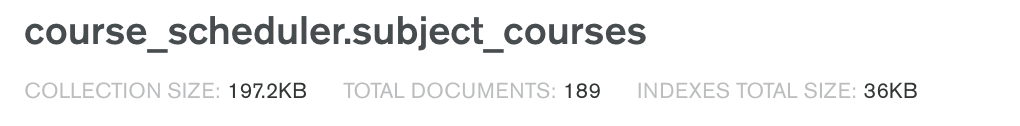 course_scheduler.subject_courses
COLLECTION SIZE: 197.2KB TOTAL DOCUMENTS: 189 INDEXES TOTAL SIZE: 36KB